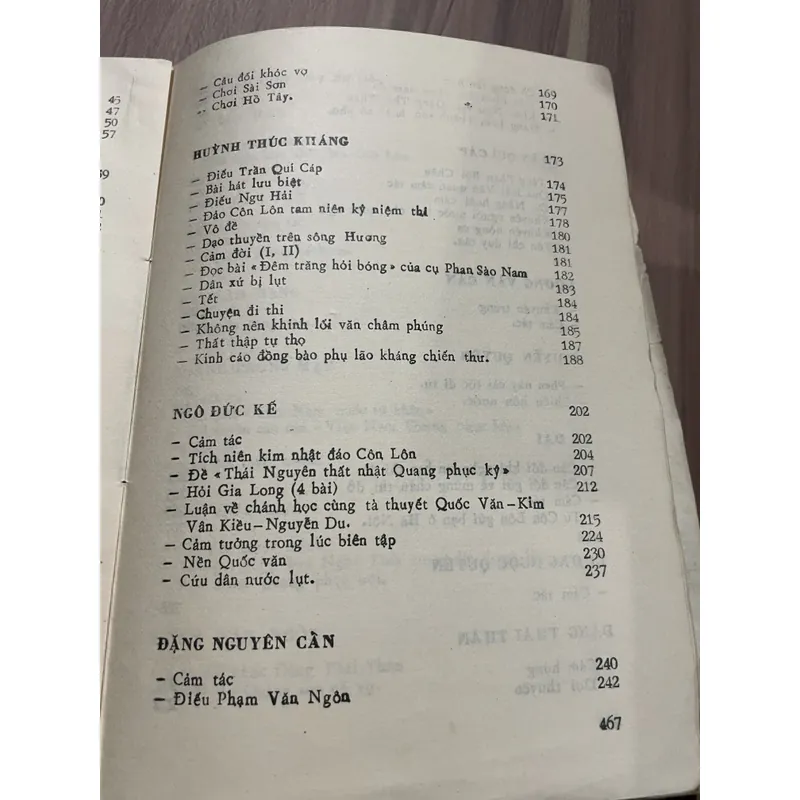 45
47
50
57
— Câu đối khóc vợ 169
— Chơi Sài Sơn 170
— Chơi Hồ Tây. 171
HUỲNH THÚC KHÁNG 173
— Điếu Trần Quí Cáp 174
— Bài hát lưu biệt 175
— Điếu Ngư Hải 177
— Đảo Côn Lôn tam niên kỷ niệm thi 178
— Vô đề 180
— Dạo thuyền trên sông Hương 181
— Cảm đời (I, II) 181
— Đọc bài «Đêm trăng hỏi bóng» của cụ Phan Sào Nam 182
— Dân xứ bị lụt 183
— Tết 184
— Chuyện đi thi 184
— Không nên khinh lối văn châm phúng 185
— Thất thập tự thọ 187
— Kính cáo đồng bào phụ lão kháng chiến thư. 188
NGÔ ĐỨC KẾ 202
— Cảm tác 202
— Tích niên kim nhật đáo Côn Lôn 204
— Đề «Thái Nguyên thất nhật Quang phục ký» 207
— Hỏi Gia Long (4 bài) 212
— Luận về chánh học cùng tà thuyết Quốc Văn—Kim
Vân Kiều—Nguyễn Du. 215
— Cảm tưởng trong lúc biên tập 224
— Nền Quốc văn 230
— Cứu dân nước lụt. 237
ĐẶNG NGUYÊN CẨN
— Cảm tác 240
— Điếu Phạm Văn Ngôn 242
467